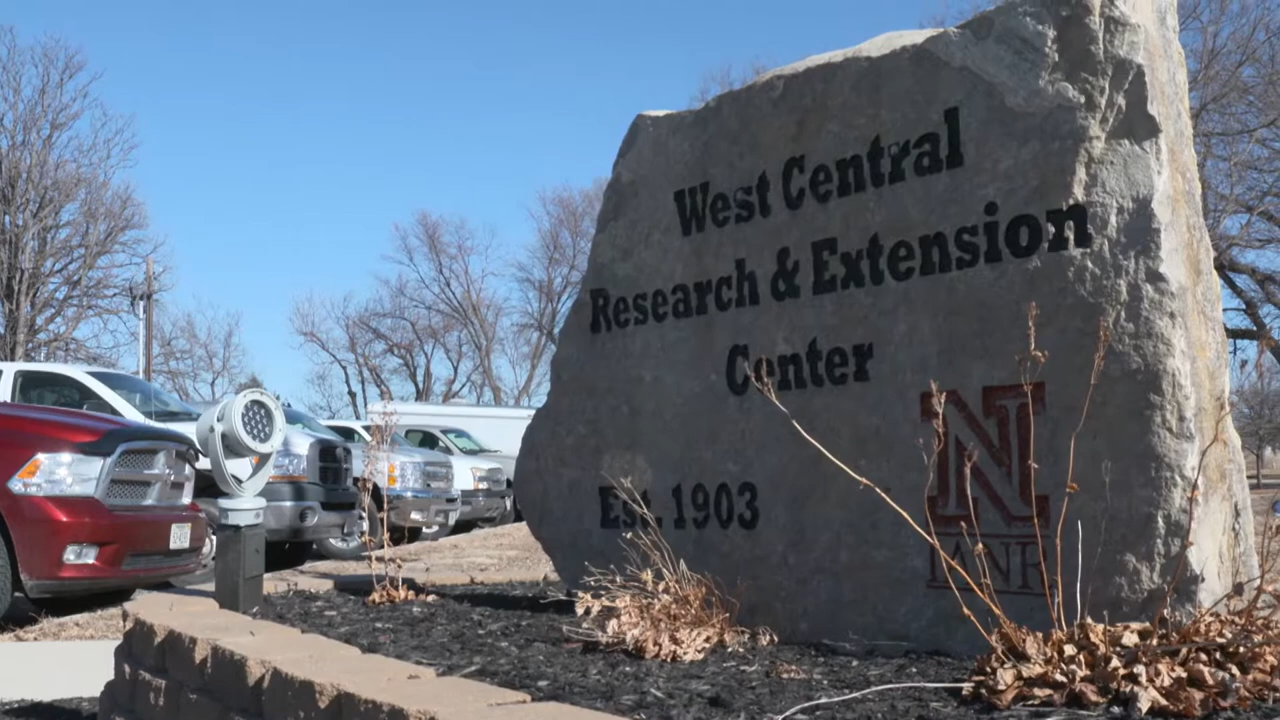 West Central
Research & Extension
Center
Est. 1903
N
IANR